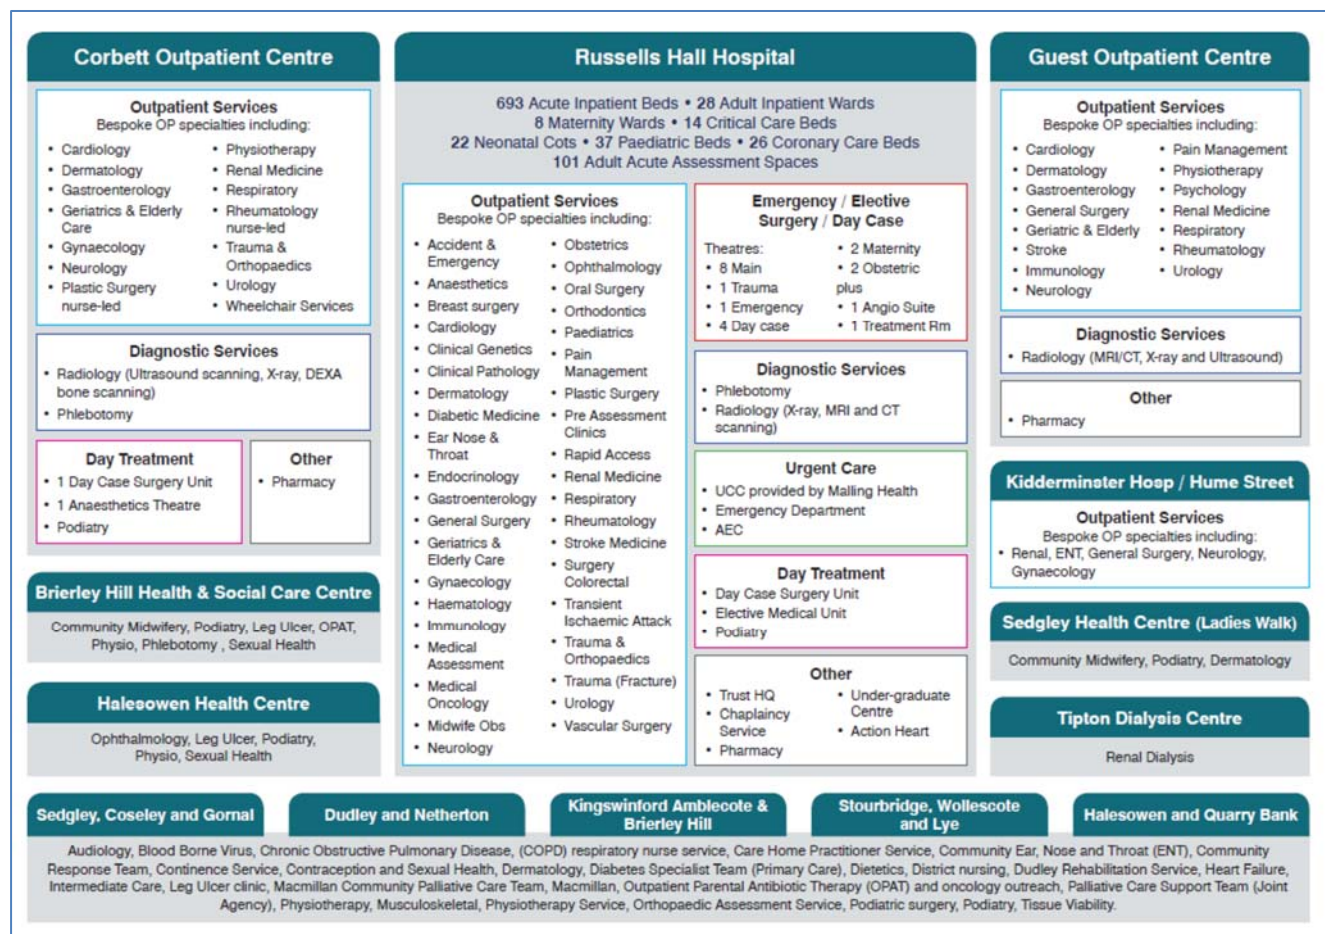 Corbett Outpatient Centre
Outpatient Services
Bespoke OP specialties including:
• Cardiology
• Dermatology
• Gastroenterology
• Geriatrics & Elderly
Care
• Gynaecology
• Neurology
• Plastic Surgery
nurse-led
• Physiotherapy
• Renal Medicine
• Respiratory
• Rheumatology
nurse-led
• Trauma &
Orthopaedics
• Urology
• Wheelchair Services
Diagnostic Services
• Radiology (Ultrasound scanning, X-ray, DEXA
bone scanning)
• Phlebotomy
Day Treatment
• 1 Day Case Surgery Unit
• 1 Anaesthetics Theatre
• Podiatry
Other
• Pharmacy
Brierley Hill Health & Social Care Centre
Community Midwifery, Podiatry, Leg Ulcer, OPAT,
Physio, Phlebotomy , Sexual Health
Halesowen Health Centre
Ophthalmology, Leg Ulcer, Podiatry,
Physio, Sexual Health
Russells Hall Hospital
693 Acute Inpatient Beds • 28 Adult Inpatient Wards
8 Maternity Wards • 14 Critical Care Beds
22 Neonatal Cots • 37 Paediatric Beds • 26 Coronary Care Beds
101 Adult Acute Assessment Spaces
Outpatient Services
Bespoke OP specialties including:
• Accident &
Emergency
• Anaesthetics
• Breast surgery
• Cardiology
• Clinical Genetics
• Clinical Pathology
• Dermatology
• Diabetic Medicine
• Ear Nose &
Throat
• Endocrinology
• Gastroenterology
• General Surgery
• Geriatrics &
Elderly Care
• Gynaecology
• Haematology
• Immunology
• Medical
Assessment
• Medical
Oncology
• Midwife Obs
• Neurology
• Obstetrics
• Ophthalmology
• Oral Surgery
• Orthodontics
• Paediatrics
• Pain
Management
• Plastic Surgery
• Pre Assessment
Clinics
• Rapid Access
• Renal Medicine
• Respiratory
• Rheumatology
• Stroke Medicine
• Surgery
Colorectal
• Transient
Ischaemic Attack
• Trauma &
Orthopaedics
• Trauma (Fracture)
• Urology
• Vascular Surgery
Emergency / Elective
Surgery / Day Case
Theatres:
• 8 Main
• 1 Trauma
• 1 Emergency
• 4 Day case
• 2 Maternity
• 2 Obstetric
plus
• 1 Angio Suite
• 1 Treatment Rm
Diagnostic Services
• Phlebotomy
• Radiology (X-ray, MRI and CT
scanning)
Urgent Care
• UCC provided by Malling Health
• Emergency Department
• AEC
Day Treatment
• Day Case Surgery Unit
• Elective Medical Unit
• Podiatry
Other
• Trust HQ
• Chaplaincy
Service
• Pharmacy
• Under-graduate
Centre
• Action Heart
Guest Outpatient Centre
Outpatient Services
Bespoke OP specialties including:
• Cardiology
• Dermatology
• Gastroenterology
• General Surgery
• Geriatric & Elderly
• Stroke
• Immunology
• Neurology
• Pain Management
• Physiotherapy
• Psychology
• Renal Medicine
• Respiratory
• Rheumatology
• Urology
Diagnostic Services
• Radiology (MRI/CT, X-ray and Ultrasound)
Other
• Pharmacy
Kidderminster Hosp / Hume Street
Outpatient Services
Bespoke OP specialties including:
• Renal, ENT, General Surgery, Neurology,
Gynaecology
Sedgley Health Centre (Ladies Walk)
Community Midwifery, Podiatry, Dermatology
Tipton Dialysis Centre
Renal Dialysis
Sedgley, Coseley and Gornal
Dudley and Netherton
Kingswinford Amblecote &
Brierley Hill
Stourbridge, Wollescote
and Lye
Halesowen and Quarry Bank
Audiology, Blood Borne Virus, Chronic Obstructive Pulmonary Disease, (COPD) respiratory nurse service, Care Home Practitioner Service, Community Ear, Nose and Throat (ENT), Community
Response Team, Continence Service, Contraception and Sexual Health, Dermatology, Diabetes Specialist Team (Primary Care), Dietetics, District nursing, Dudley Rehabilitation Service, Heart Failure,
Intermediate Care, Leg Ulcer clinic, Macmillan Community Palliative Care Team, Macmillan, Outpatient Parental Antibiotic Therapy (OPAT) and oncology outreach, Palliative Care Support Team (Joint
Agency), Physiotherapy, Musculoskeletal, Physiotherapy Service, Orthopaedic Assessment Service, Podiatric surgery, Podiatry, Tissue Viability.